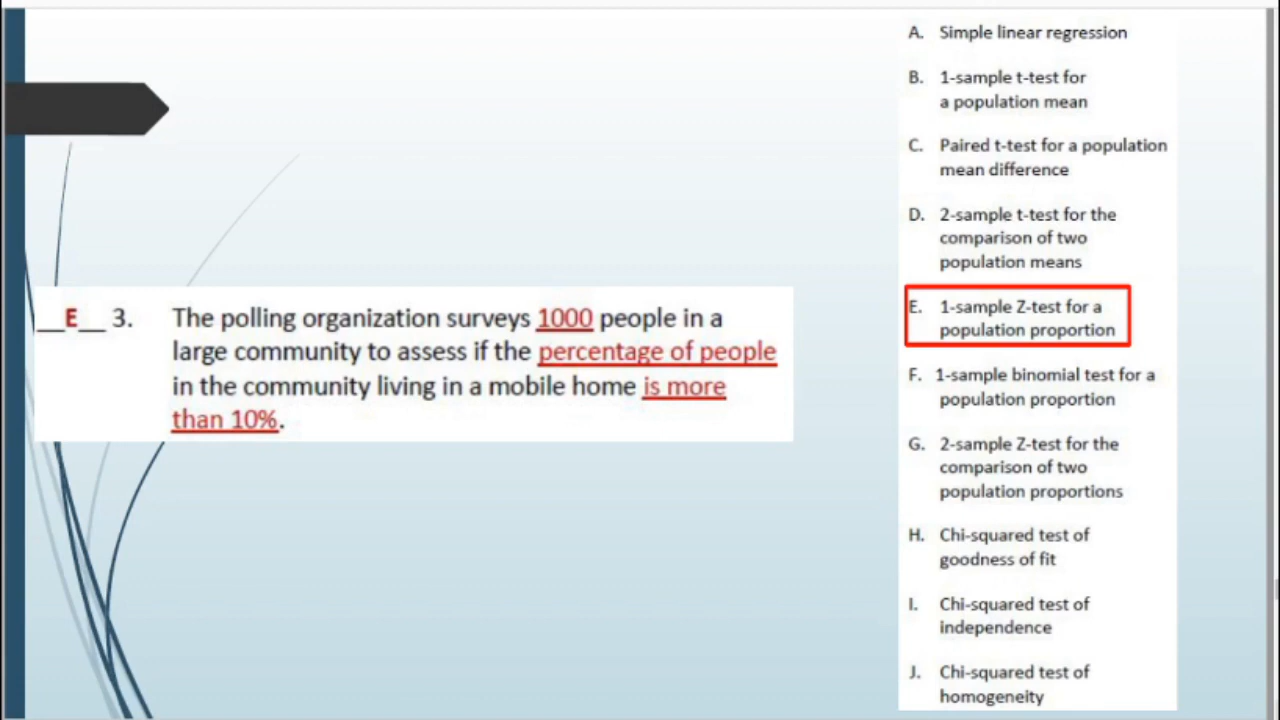 __E__ 3. The polling organization surveys 1000 people in a
large community to assess if the percentage of people
in the community living in a mobile home is more
than 10%.
A. Simple linear regression
B. 1-sample t-test for
a population mean
C. Paired t-test for a population
mean difference
D. 2-sample t-test for the
comparison of two
population means
E. 1-sample Z-test for a
population proportion
F. 1-sample binomial test for a
population proportion
G. 2-sample Z-test for the
comparison of two
population proportions
H. Chi-squared test of
goodness of fit
I. Chi-squared test of
independence
J. Chi-squared test of
homogeneity